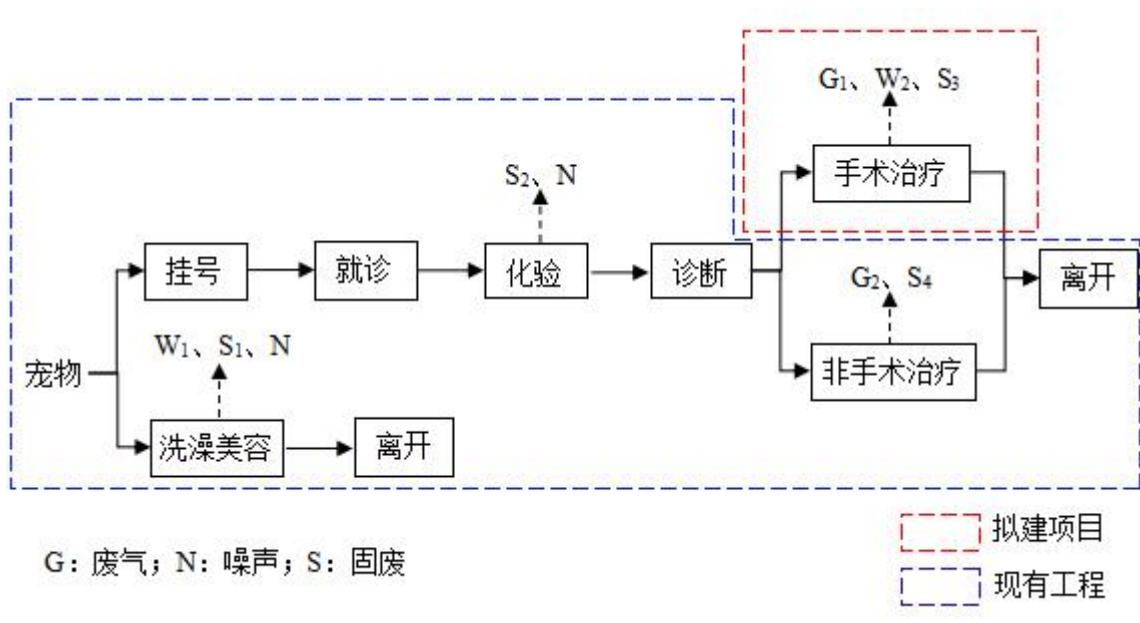 G₁、W₂、S₃
手术治疗
S₂、N
挂号
就诊
化验
诊断
G₂、S₄
离开
W₁、S₁、N
宠物
非手术治疗
洗澡美容
离开
拟建项目
G：废气；N：噪声；S：固废
现有工程